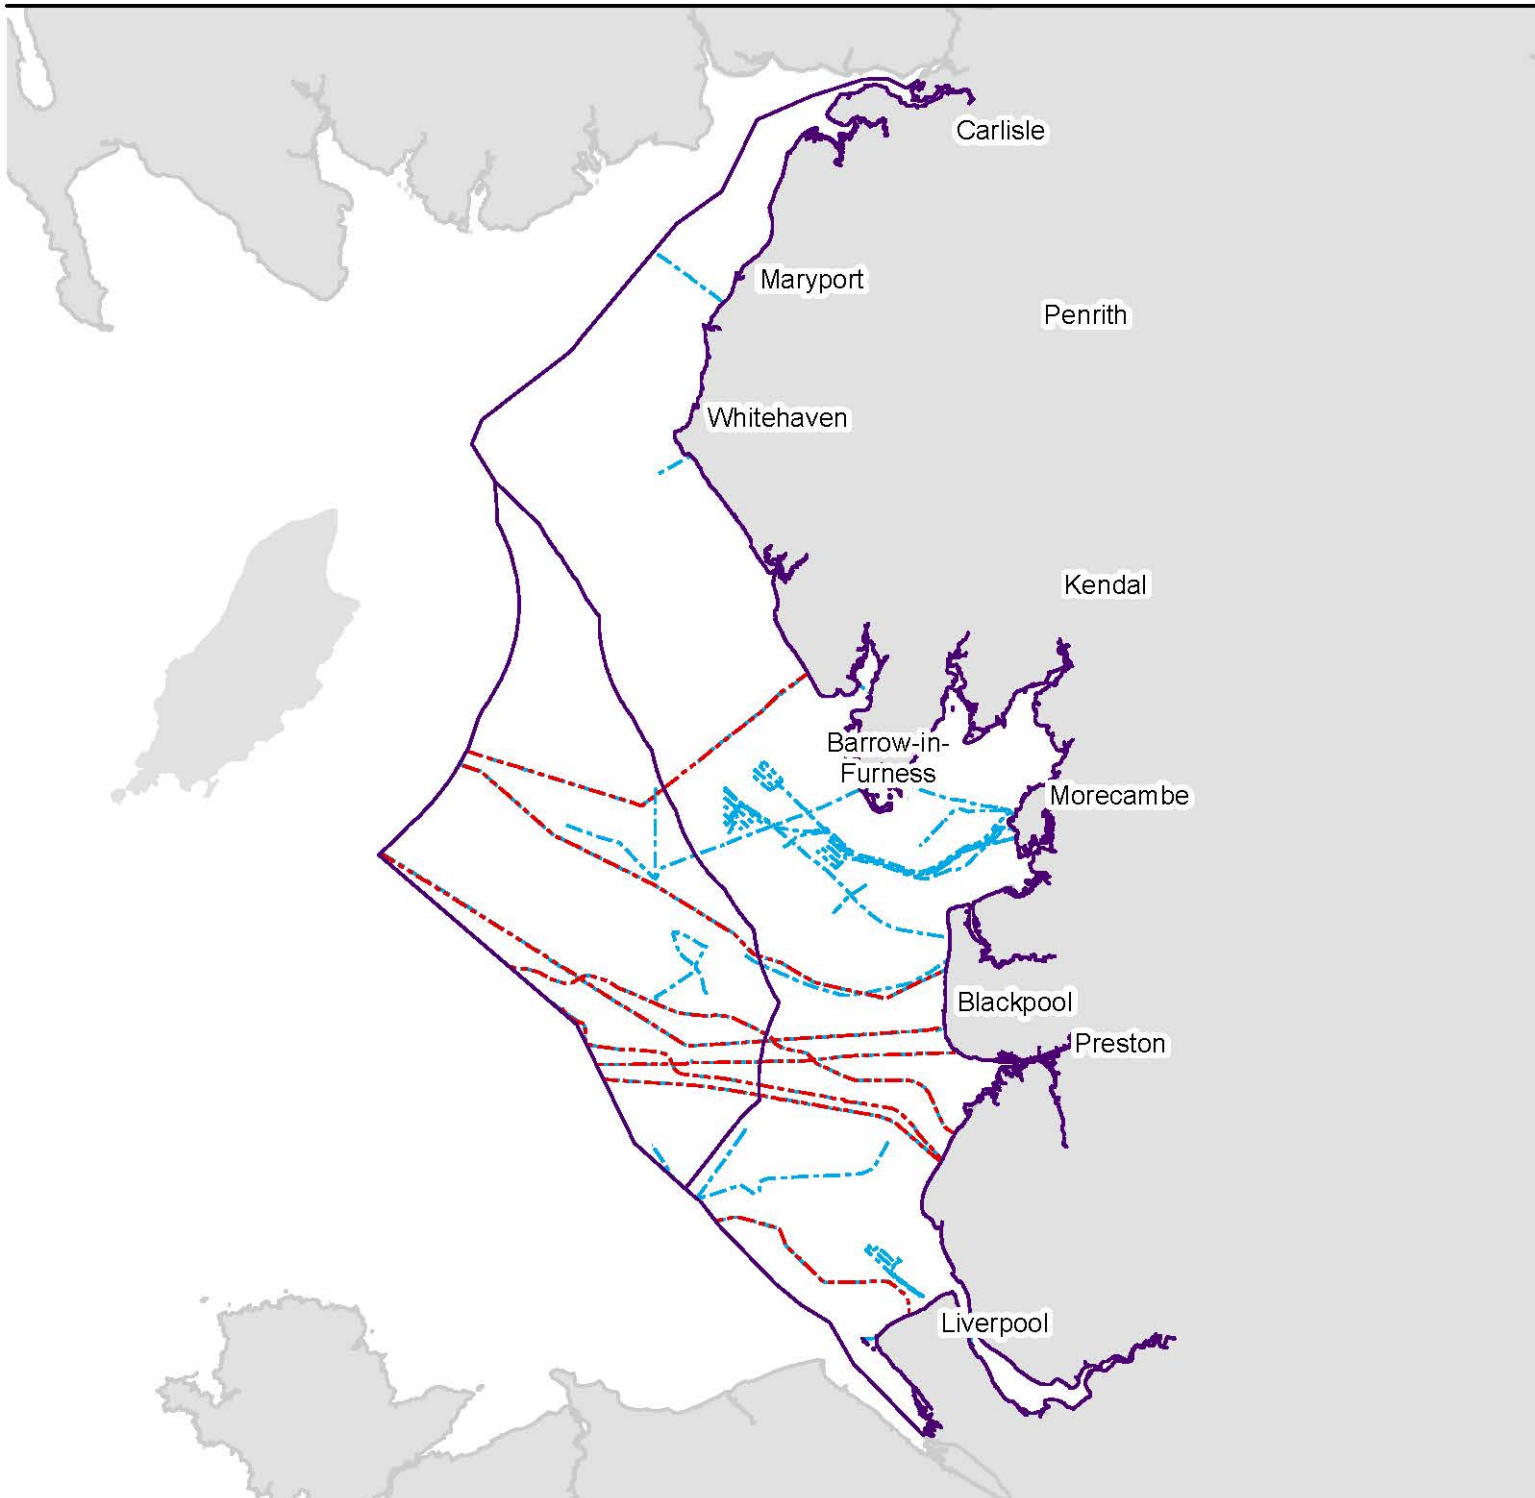 Carlisle
Maryport
Penrith
Whitehaven
Kendal
Barrow-in-
Furness
Morecambe
Blackpool
Preston
Liverpool